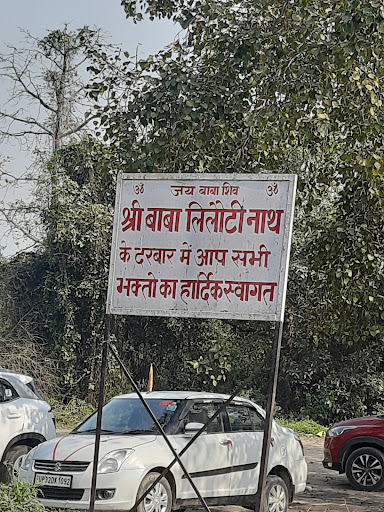 ॐ जय बाबा शिव ॐ
श्री बाबा लिलौटी नाथ
के दरबार में आप सभी
भक्तो का हार्दिक स्वागत